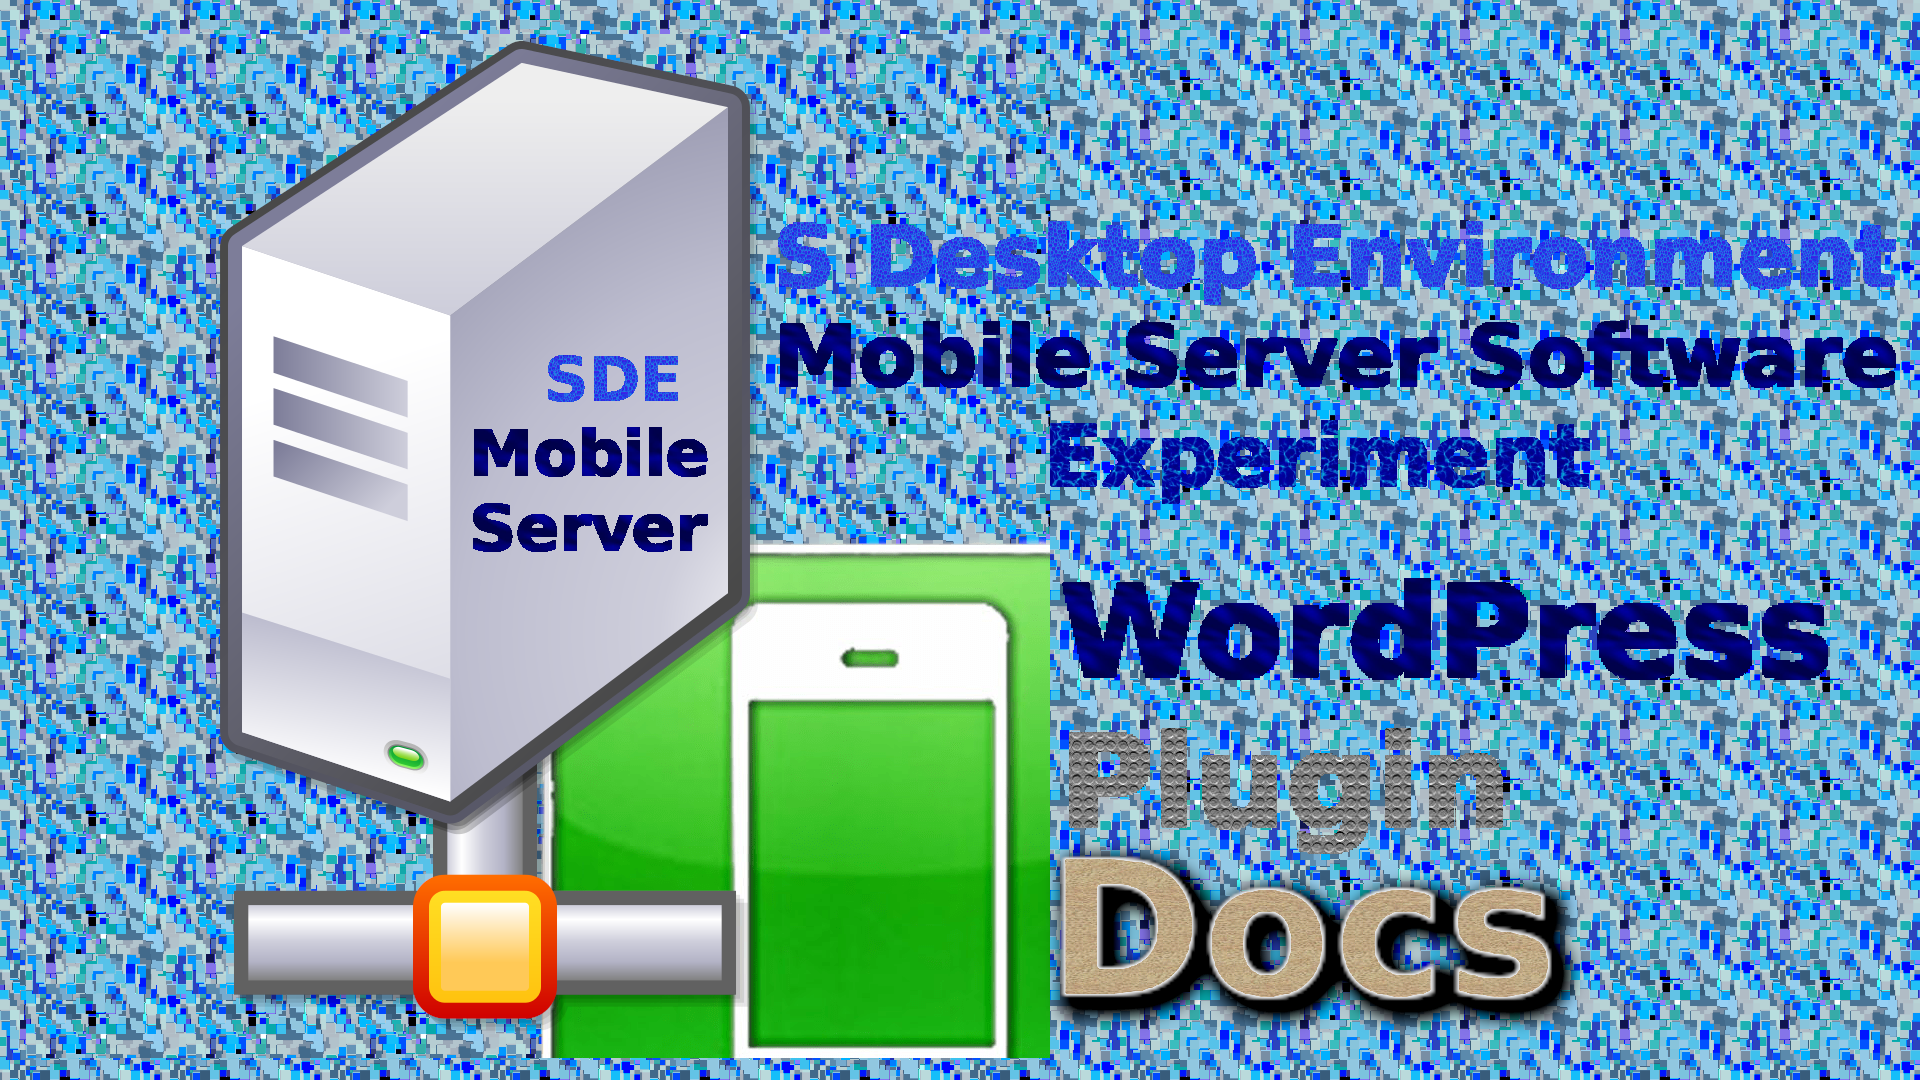 SDE
Mobile
Server
S Desktop Environment
Mobile Server Software
Experiment
WordPress
Plugin
Docs